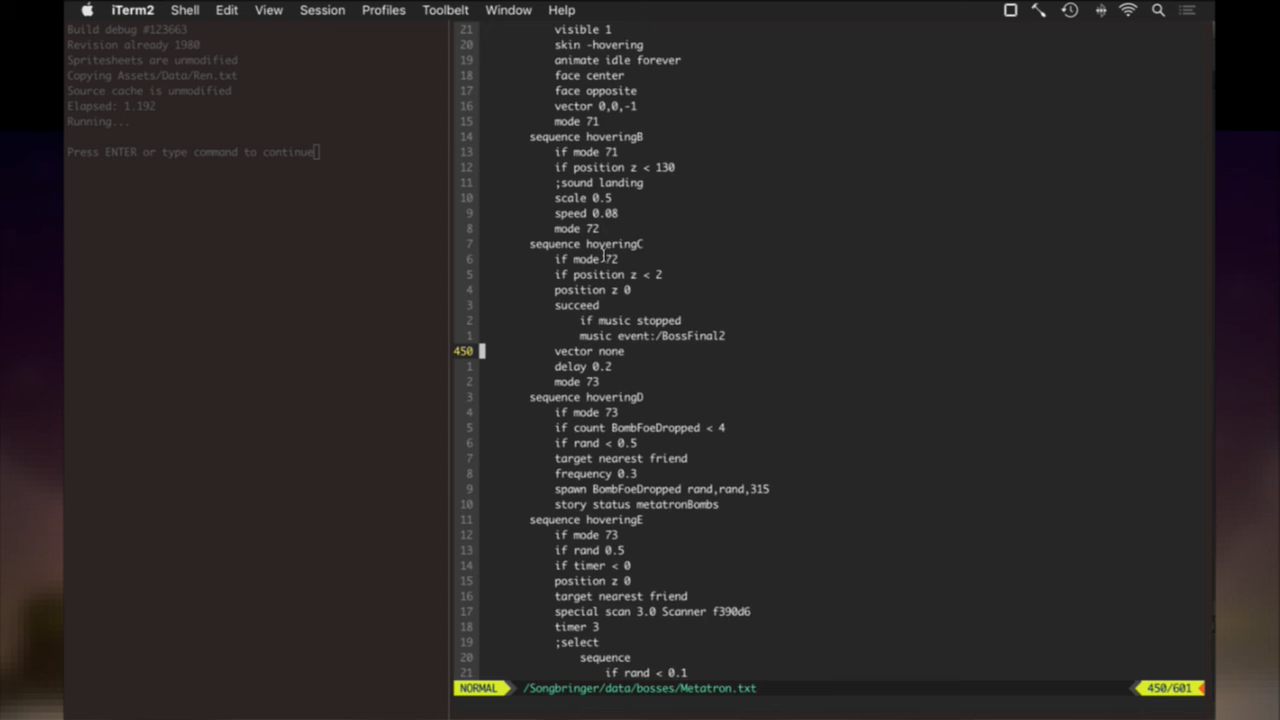 iTerm2 Shell Edit View Session Profiles Toolbelt Window Help
Build debug #123663
Revision already 1980
Spritesheets are unmodified
Copying Assets/Data/Ren.txt
Source cache is unmodified
Elapsed: 1.192
Running...
Press ENTER or type command to continue
21 visible 1
20 skin -hovering
19 animate idle forever
18 face center
17 face opposite
16 vector 0,0,-1
15 mode 71
14 sequence hoveringB
13 if mode 71
12 if position z < 130
11 ;sound landing
10 scale 0.5
9 speed 0.08
8 mode 72
7 sequence hoveringC
6 if mode 72
5 if position z < 2
4 position z 0
3 succeed
2 if music stopped
1 music event:/BossFinal2
450 vector none
1 delay 0.2
2 mode 73
3 sequence hoveringD
4 if mode 73
5 if count BombFoeDropped < 4
6 if rand < 0.5
7 target nearest friend
8 frequency 0.3
9 spawn BombFoeDropped rand,rand,315
10 story status metatronBombs
11 sequence hoveringE
12 if mode 73
13 if rand 0.5
14 if timer < 0
15 position z 0
16 target nearest friend
17 special scan 3.0 Scanner f390d6
18 timer 3
19 ;select
20 sequence
21 if rand < 0.1
NORMAL /Songbringer/data/bosses/Metatron.txt 450/601